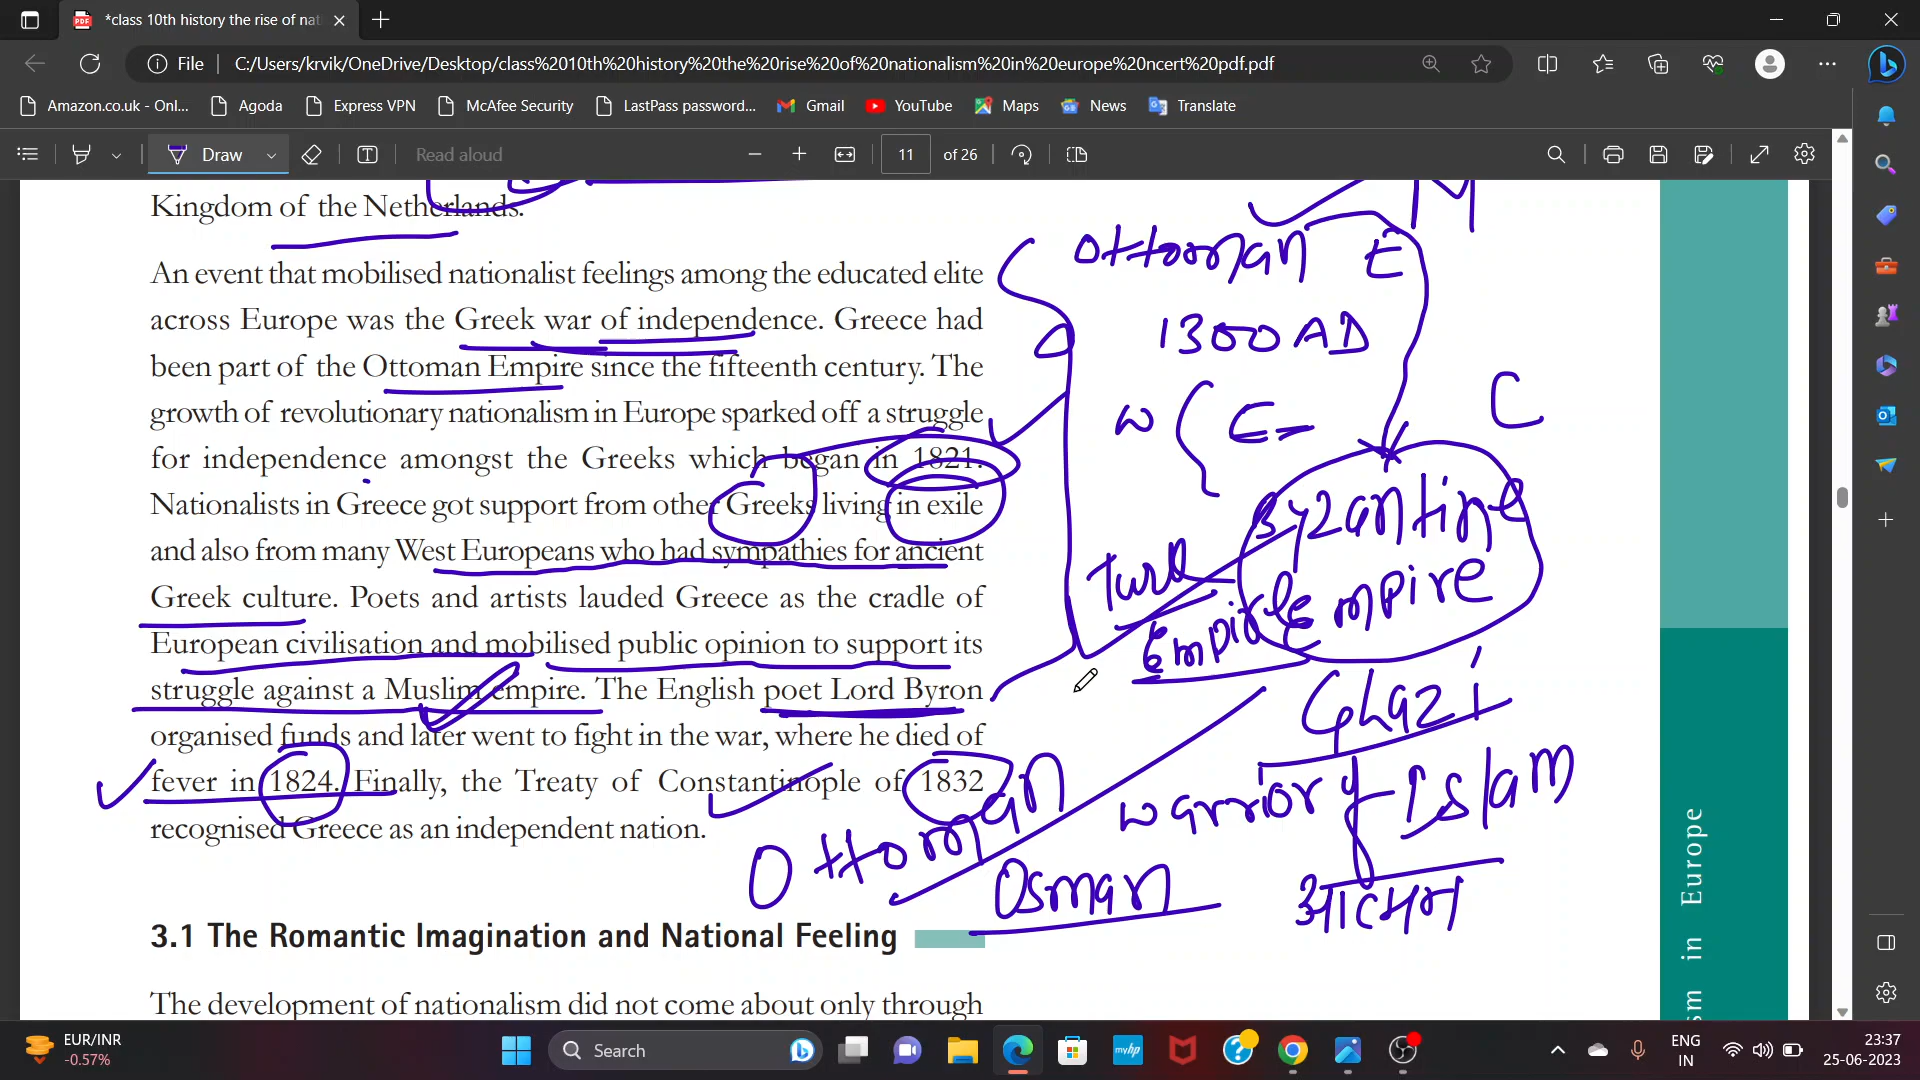 *class 10th history the rise of nat
File
C:/Users/krvik/OneDrive/Desktop/class%2010th%20history%20the%20rise%20of%20nationalism%20in%20europe%20ncert%20pdf.pdf
Amazon.co.uk - Onl...
Agoda
Express VPN
McAfee Security
LastPass password...
Gmail
YouTube
Maps
News
Translate
Draw
Read aloud
11 of 26
Kingdom of the Netherlands.
An event that mobilised nationalist feelings among the educated elite
across Europe was the Greek war of independence. Greece had
been part of the Ottoman Empire since the fifteenth century. The
growth of revolutionary nationalism in Europe sparked off a struggle
for independence amongst the Greeks which began in 1821.
Nationalists in Greece got support from other Greeks living in exile
and also from many West Europeans who had sympathies for ancient
Greek culture. Poets and artists lauded Greece as the cradle of
European civilisation and mobilised public opinion to support its
struggle against a Muslim empire. The English poet Lord Byron
organised funds and later went to fight in the war, where he died of
fever in 1824. Finally, the Treaty of Constantinople of 1832
recognised Greece as an independent nation.
3.1 The Romantic Imagination and National Feeling
The development of nationalism did not come about only through
M
Ottoman E
1300 AD
W
E
C
Byzantine
Empire
Empire
Ghazi
warrior of Islam
Ottoman
Osman
Europe
in
sm
EUR/INR
-0.57%
Search
myhp
ENG
IN
23:37
25-06-2023